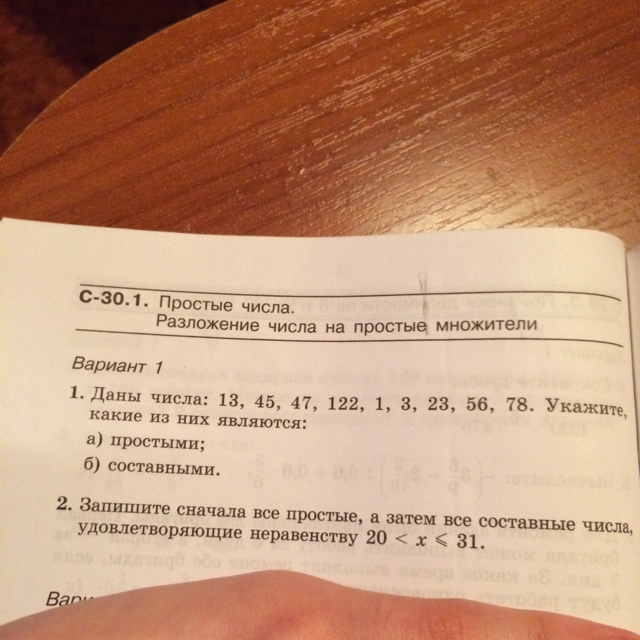 С-30.1. Простые числа.
Разложение числа на простые множители
Вариант 1
1. Даны числа: 13, 45, 47, 122, 1, 3, 23, 56, 78. Укажите,
какие из них являются:
а) простыми;
б) составными.
2. Запишите сначала все простые, а затем все составные числа,
удовлетворяющие неравенству 20 < x ⩽ 31.